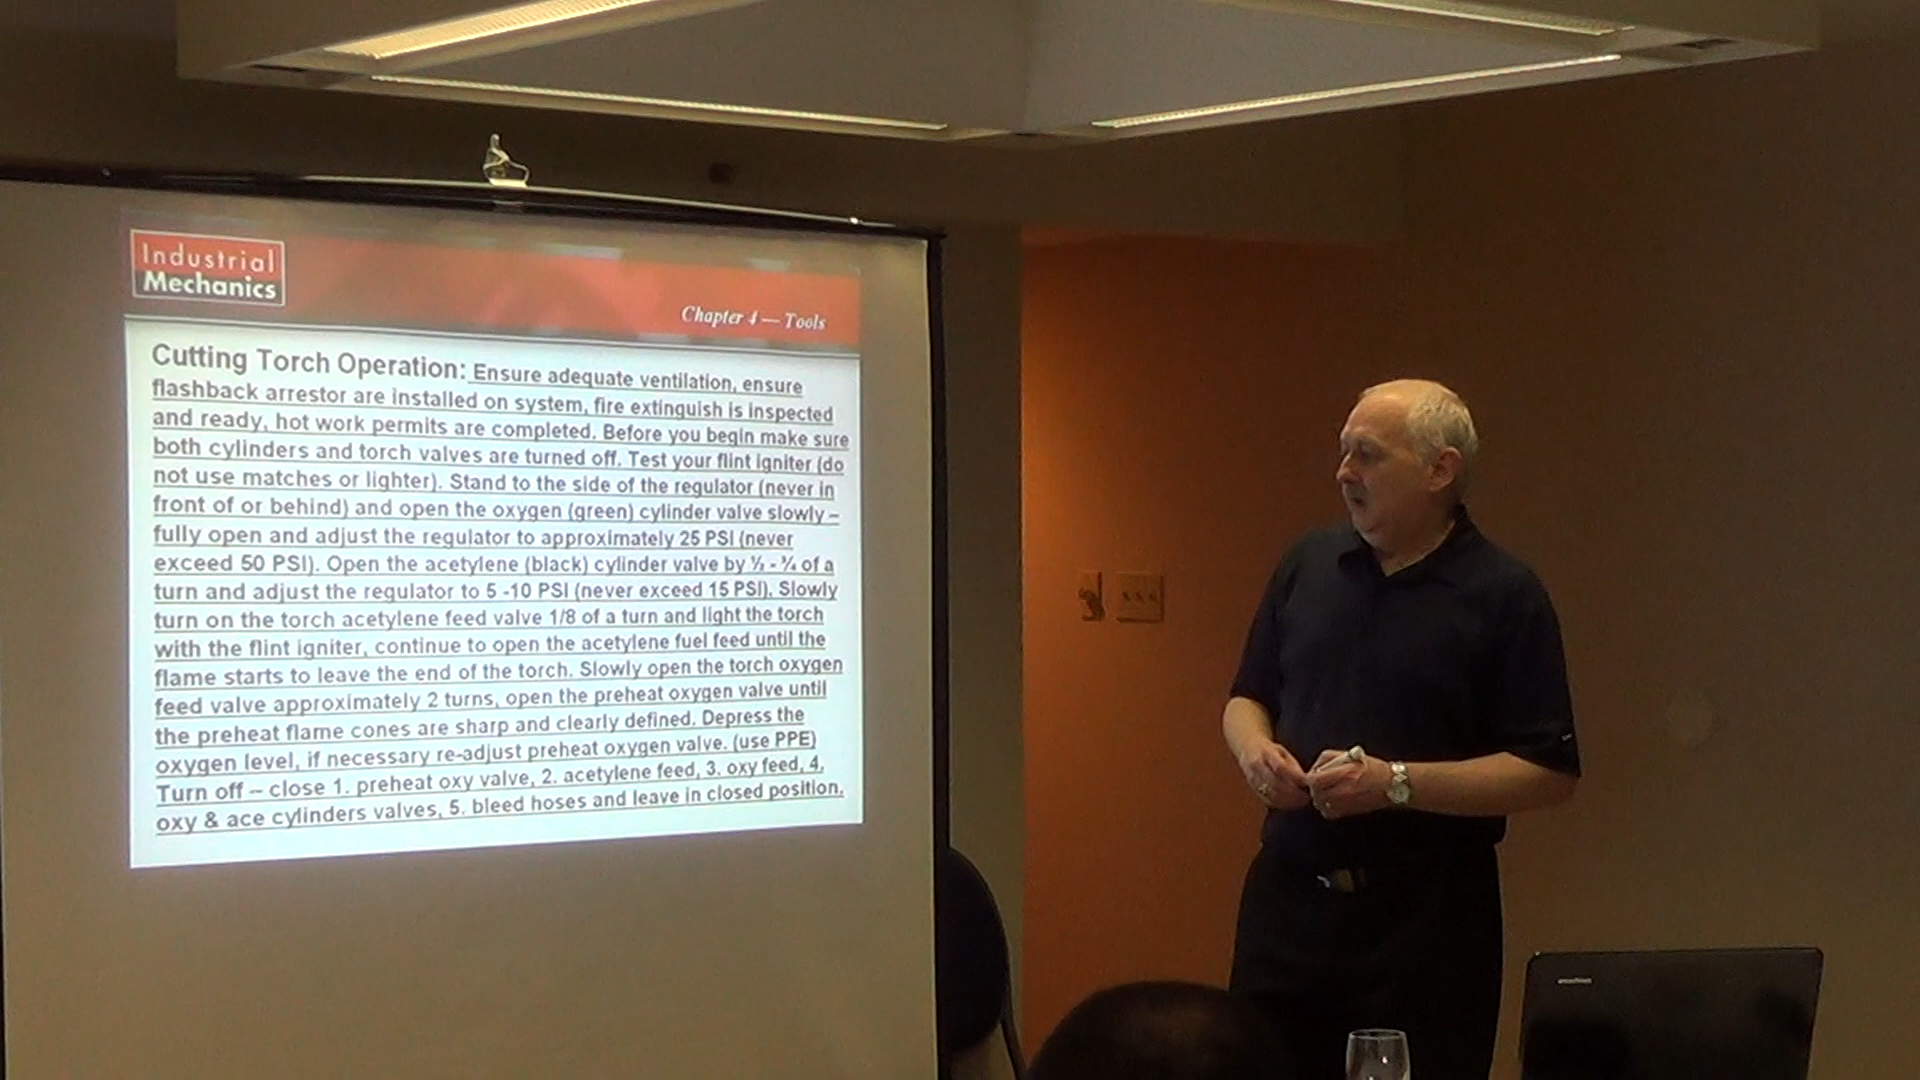 Industrial
Mechanics
Chapter 4 — Tools
Cutting Torch Operation: Ensure adequate ventilation, ensure
flashback arrestor are installed on system, fire extinguish is inspected
and ready, hot work permits are completed. Before you begin make sure
both cylinders and torch valves are turned off. Test your flint igniter (do
not use matches or lighter). Stand to the side of the regulator (never in
front of or behind) and open the oxygen (green) cylinder valve slowly –
fully open and adjust the regulator to approximately 25 PSI (never
exceed 50 PSI). Open the acetylene (black) cylinder valve by ½ - ¾ of a
turn and adjust the regulator to 5 -10 PSI (never exceed 15 PSI). Slowly
turn on the torch acetylene feed valve 1/8 of a turn and light the torch
with the flint igniter, continue to open the acetylene fuel feed until the
flame starts to leave the end of the torch. Slowly open the torch oxygen
feed valve approximately 2 turns, open the preheat oxygen valve until
the preheat flame cones are sharp and clearly defined. Depress the
oxygen level, if necessary re-adjust preheat oxygen valve. (use PPE)
Turn off – close 1. preheat oxy valve, 2. acetylene feed, 3. oxy feed, 4.
oxy & ace cylinders valves, 5. bleed hoses and leave in closed position.
emachines